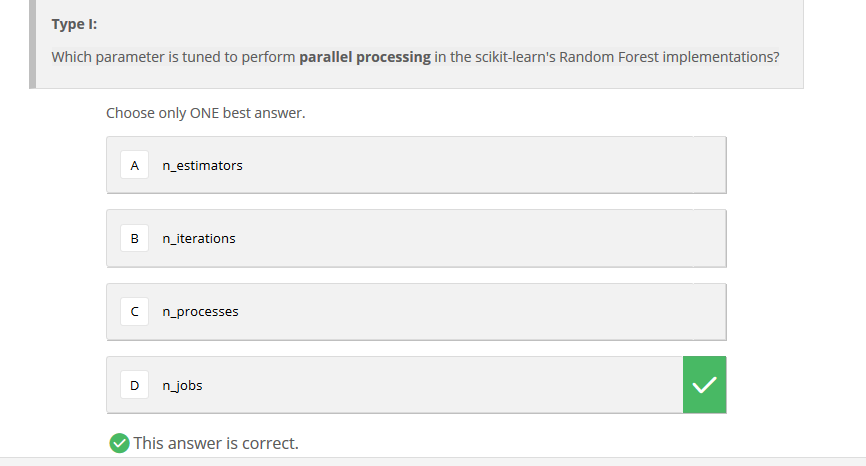 Type I:
Which parameter is tuned to perform parallel processing in the scikit-learn's Random Forest implementations?
Choose only ONE best answer.
A n_estimators
B n_iterations
C n_processes
D n_jobs
This answer is correct.